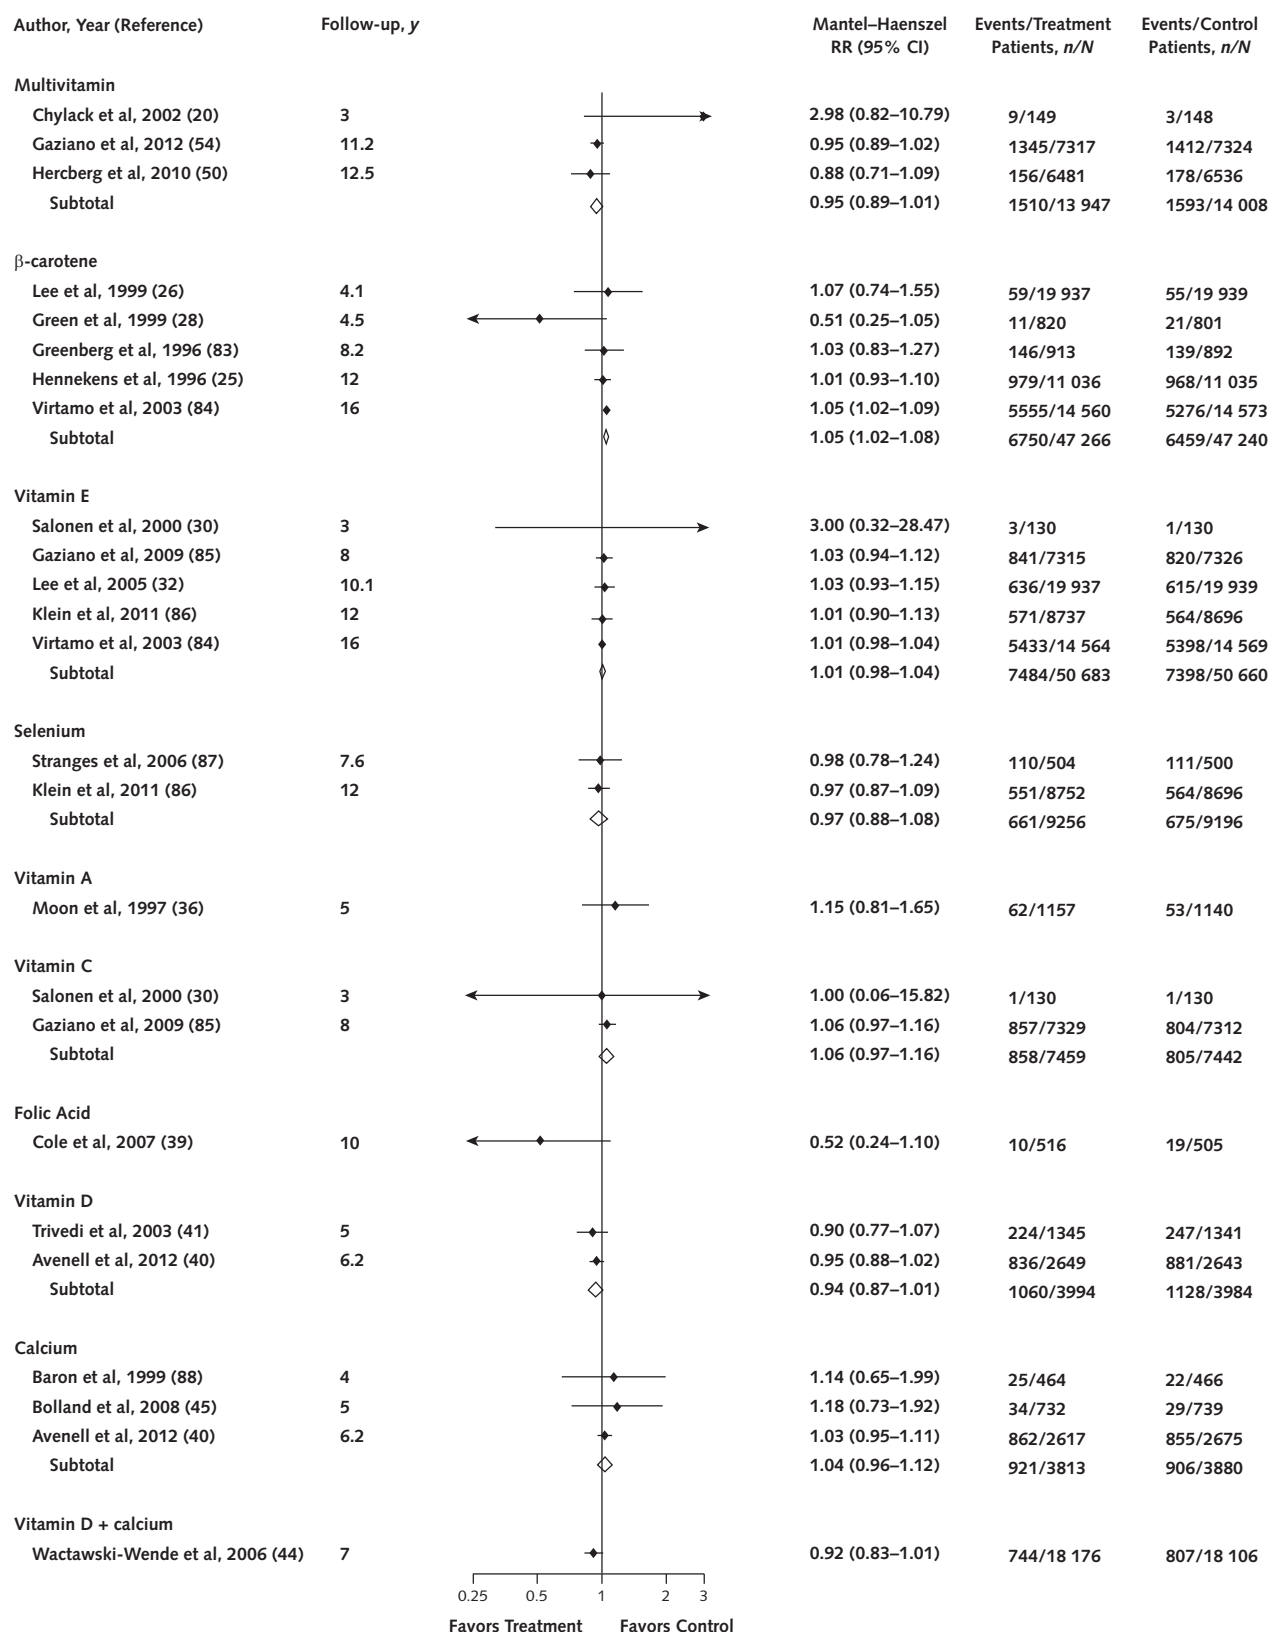 Author, Year (Reference) Follow-up, y Mantel–Haenszel RR (95% CI) Events/Treatment Patients, n/N Events/Control Patients, n/N
Multivitamin
Chylack et al, 2002 (20) 3 2.98 (0.82–10.79) 9/149 3/148
Gaziano et al, 2012 (54) 11.2 0.95 (0.89–1.02) 1345/7317 1412/7324
Hercberg et al, 2010 (50) 12.5 0.88 (0.71–1.09) 156/6481 178/6536
Subtotal 0.95 (0.89–1.01) 1510/13 947 1593/14 008
β-carotene
Lee et al, 1999 (26) 4.1 1.07 (0.74–1.55) 59/19 937 55/19 939
Green et al, 1999 (28) 4.5 0.51 (0.25–1.05) 11/820 21/801
Greenberg et al, 1996 (83) 8.2 1.03 (0.83–1.27) 146/913 139/892
Hennekens et al, 1996 (25) 12 1.01 (0.93–1.10) 979/11 036 968/11 035
Virtamo et al, 2003 (84) 16 1.05 (1.02–1.09) 5555/14 560 5276/14 573
Subtotal 1.05 (1.02–1.08) 6750/47 266 6459/47 240
Vitamin E
Salonen et al, 2000 (30) 3 3.00 (0.32–28.47) 3/130 1/130
Gaziano et al, 2009 (85) 8 1.03 (0.94–1.12) 841/7315 820/7326
Lee et al, 2005 (32) 10.1 1.03 (0.93–1.15) 636/19 937 615/19 939
Klein et al, 2011 (86) 12 1.01 (0.90–1.13) 571/8737 564/8696
Virtamo et al, 2003 (84) 16 1.01 (0.98–1.04) 5433/14 564 5398/14 569
Subtotal 1.01 (0.98–1.04) 7484/50 683 7398/50 660
Selenium
Stranges et al, 2006 (87) 7.6 0.98 (0.78–1.24) 110/504 111/500
Klein et al, 2011 (86) 12 0.97 (0.87–1.09) 551/8752 564/8696
Subtotal 0.97 (0.88–1.08) 661/9256 675/9196
Vitamin A
Moon et al, 1997 (36) 5 1.15 (0.81–1.65) 62/1157 53/1140
Vitamin C
Salonen et al, 2000 (30) 3 1.00 (0.06–15.82) 1/130 1/130
Gaziano et al, 2009 (85) 8 1.06 (0.97–1.16) 857/7329 804/7312
Subtotal 1.06 (0.97–1.16) 858/7459 805/7442
Folic Acid
Cole et al, 2007 (39) 10 0.52 (0.24–1.10) 10/516 19/505
Vitamin D
Trivedi et al, 2003 (41) 5 0.90 (0.77–1.07) 224/1345 247/1341
Avenell et al, 2012 (40) 6.2 0.95 (0.88–1.02) 836/2649 881/2643
Subtotal 0.94 (0.87–1.01) 1060/3994 1128/3984
Calcium
Baron et al, 1999 (88) 4 1.14 (0.65–1.99) 25/464 22/466
Bolland et al, 2008 (45) 5 1.18 (0.73–1.92) 34/732 29/739
Avenell et al, 2012 (40) 6.2 1.03 (0.95–1.11) 862/2617 855/2675
Subtotal 1.04 (0.96–1.12) 921/3813 906/3880
Vitamin D + calcium
Wactawski-Wende et al, 2006 (44) 7 0.92 (0.83–1.01) 744/18 176 807/18 106
0.25 0.5 1 2 3
Favors Treatment Favors Control